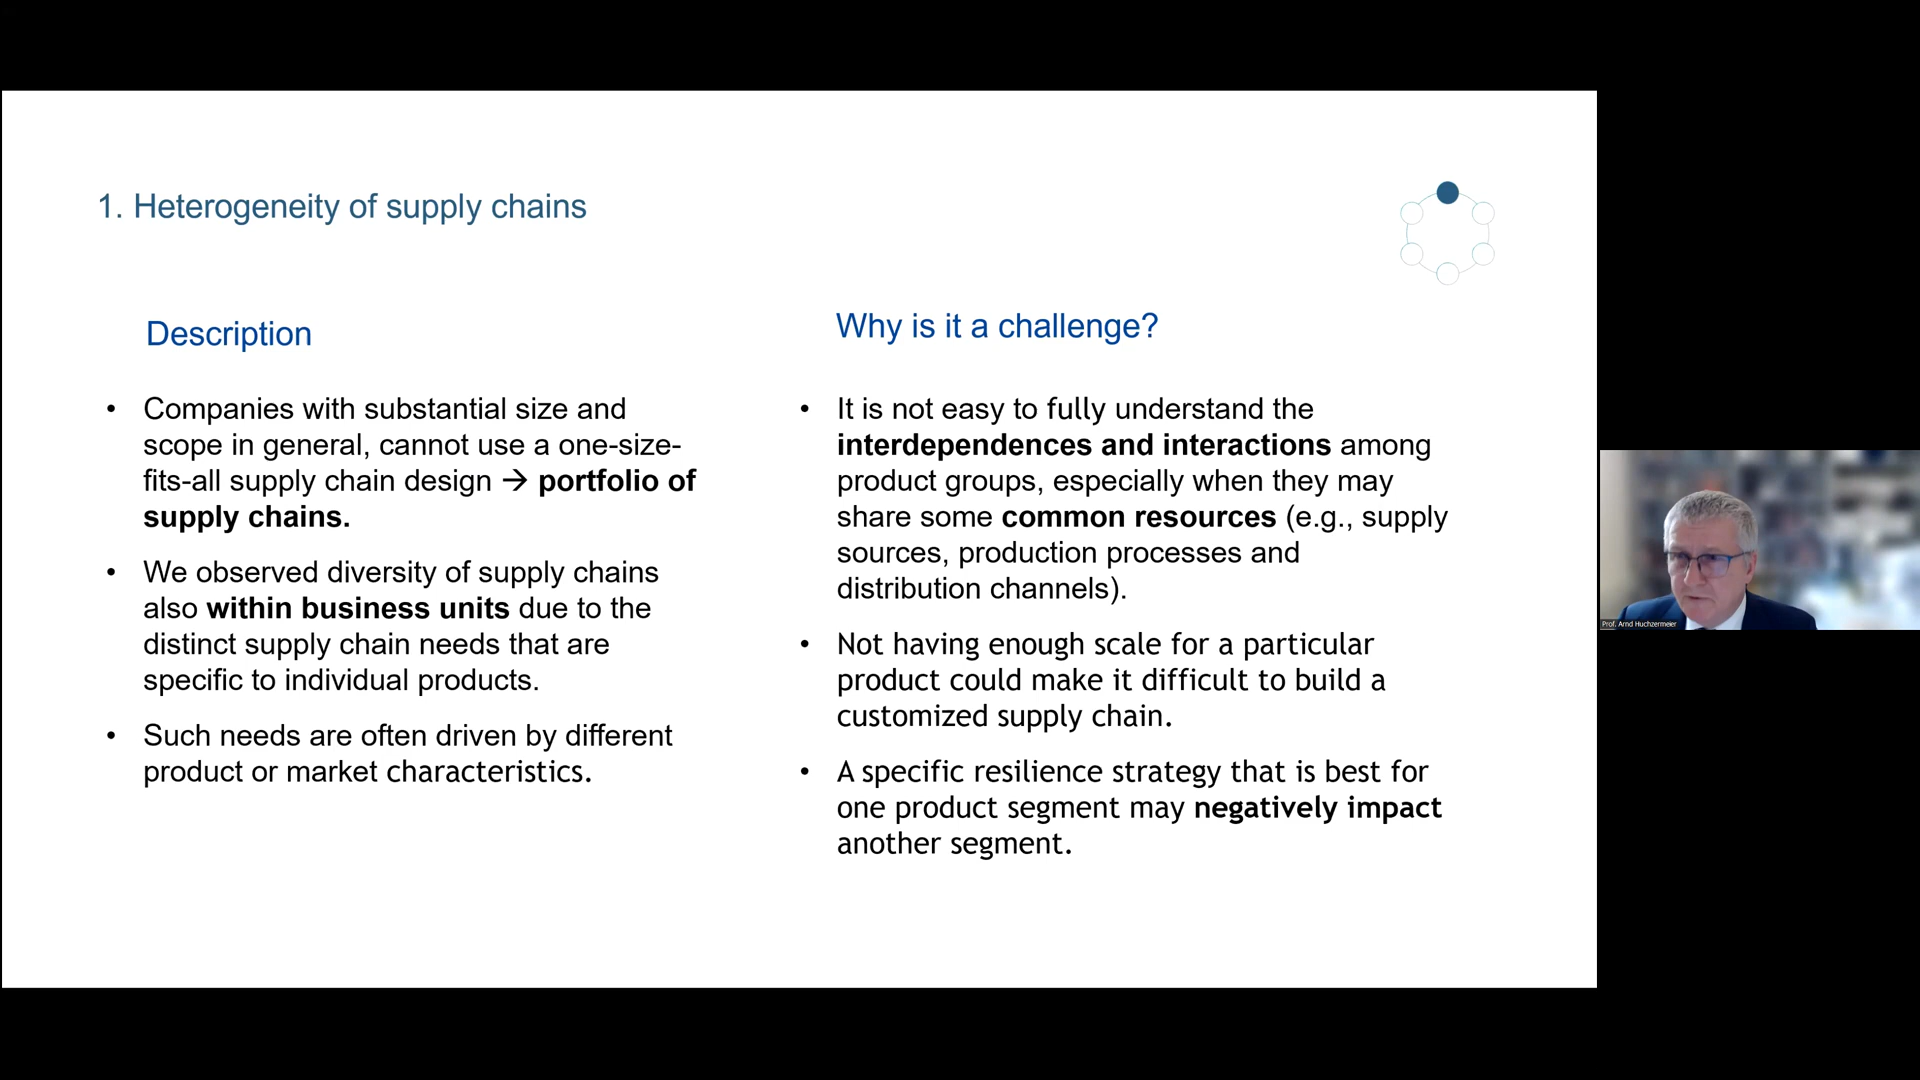 1. Heterogeneity of supply chains
Description
• Companies with substantial size and
scope in general, cannot use a one-size-
fits-all supply chain design → portfolio of
supply chains.
• We observed diversity of supply chains
also within business units due to the
distinct supply chain needs that are
specific to individual products.
• Such needs are often driven by different
product or market characteristics.
Why is it a challenge?
• It is not easy to fully understand the
interdependences and interactions among
product groups, especially when they may
share some common resources (e.g., supply
sources, production processes and
distribution channels).
• Not having enough scale for a particular
product could make it difficult to build a
customized supply chain.
• A specific resilience strategy that is best for
one product segment may negatively impact
another segment.
Prof. Arnd Huchzermeier